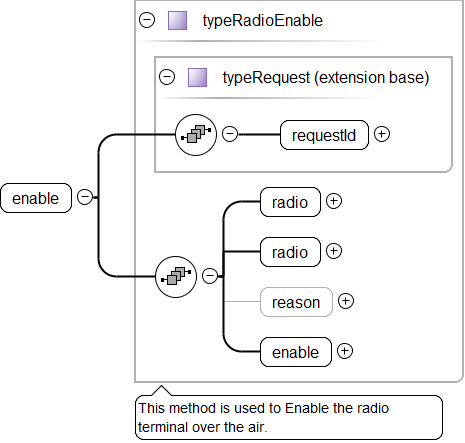 typeRadioEnable
typeRequest (extension base)
requestId
enable
radio
radio
reason
enable
This method is used to Enable the radio
terminal over the air.